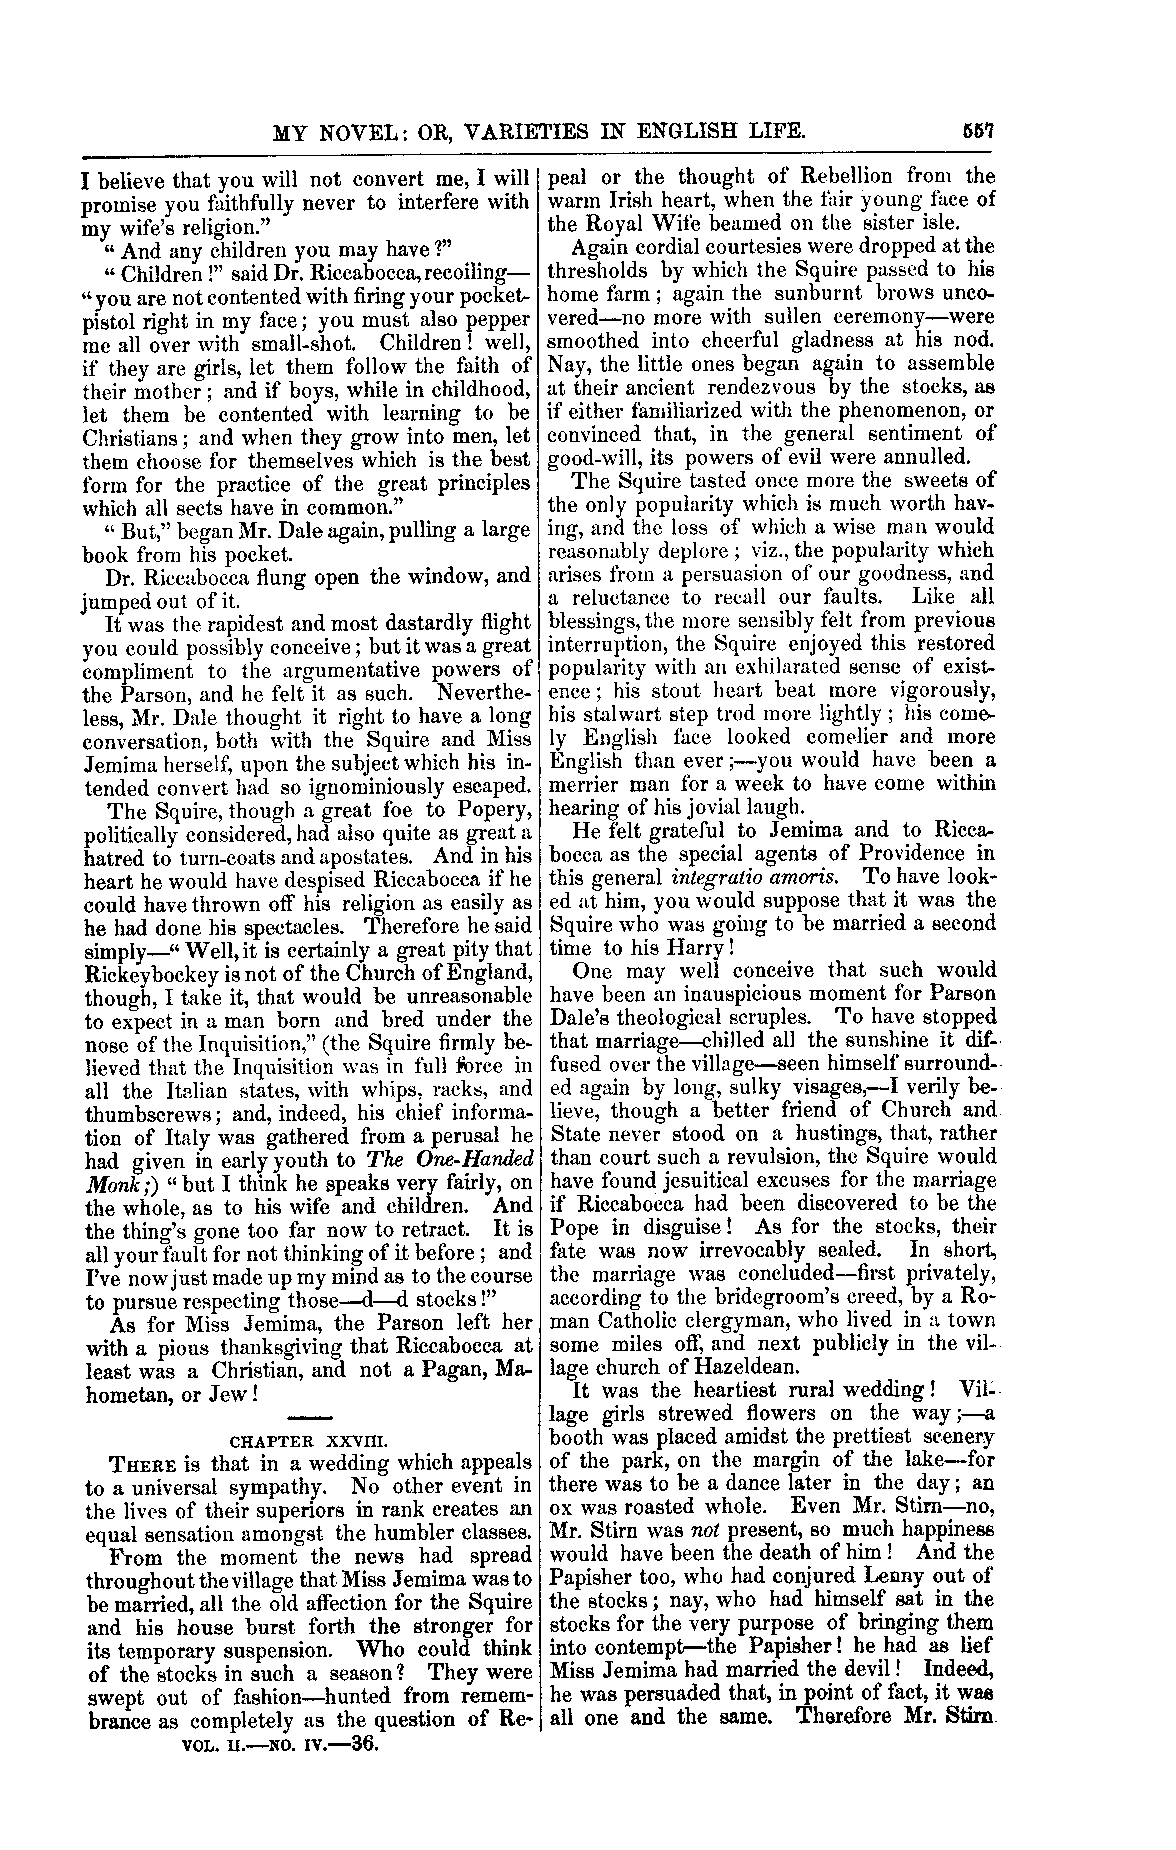 MY NOVEL: OR, VARIETIES IN ENGLISH LIFE. 557
I believe that you will not convert me, I will
promise you faithfully never to interfere with
my wife's religion."
"And any children you may have?"
"Children!" said Dr. Riccabocca, recoiling—
"you are not contented with firing your pocket-
pistol right in my face; you must also pepper
me all over with small-shot. Children! well,
if they are girls, let them follow the faith of
their mother; and if boys, while in childhood,
let them be contented with learning to be
Christians; and when they grow into men, let
them choose for themselves which is the best
form for the practice of the great principles
which all sects have in common."
"But," began Mr. Dale again, pulling a large
book from his pocket.
Dr. Riccabocca flung open the window, and
jumped out of it.
It was the rapidest and most dastardly flight
you could possibly conceive; but it was a great
compliment to the argumentative powers of
the Parson, and he felt it as such. Neverthe-
less, Mr. Dale thought it right to have a long
conversation, both with the Squire and Miss
Jemima herself, upon the subject which his in-
tended convert had so ignominiously escaped.
The Squire, though a great foe to Popery,
politically considered, had also quite as great a
hatred to turn-coats and apostates. And in his
heart he would have despised Riccabocca if he
could have thrown off his religion as easily as
he had done his spectacles. Therefore he said
simply—"Well, it is certainly a great pity that
Rickeybockey is not of the Church of England,
though, I take it, that would be unreasonable
to expect in a man born and bred under the
nose of the Inquisition," (the Squire firmly be-
lieved that the Inquisition was in full force in
all the Italian states, with whips, racks, and
thumbscrews; and, indeed, his chief informa-
tion of Italy was gathered from a perusal he
had given in early youth to The One-Handed
Monk;) "but I think he speaks very fairly, on
the whole, as to his wife and children. And
the thing's gone too far now to retract. It is
all your fault for not thinking of it before; and
I've now just made up my mind as to the course
to pursue respecting those—d—d stocks!"
As for Miss Jemima, the Parson left her
with a pious thanksgiving that Riccabocca at
least was a Christian, and not a Pagan, Ma-
hometan, or Jew!
CHAPTER XXVIII.
THERE is that in a wedding which appeals
to a universal sympathy. No other event in
the lives of their superiors in rank creates an
equal sensation amongst the humbler classes.
From the moment the news had spread
throughout the village that Miss Jemima was to
be married, all the old affection for the Squire
and his house burst forth the stronger for
its temporary suspension. Who could think
of the stocks in such a season? They were
swept out of fashion—hunted from remem-
brance as completely as the question of Re-
VOL. II.—NO. IV.—36.
peal or the thought of Rebellion from the
warm Irish heart, when the fair young face of
the Royal Wife beamed on the sister isle.
Again cordial courtesies were dropped at the
thresholds by which the Squire passed to his
home farm; again the sunburnt brows unco-
vered—no more with sullen ceremony—were
smoothed into cheerful gladness at his nod.
Nay, the little ones began again to assemble
at their ancient rendezvous by the stocks, as
if either familiarized with the phenomenon, or
convinced that, in the general sentiment of
good-will, its powers of evil were annulled.
The Squire tasted once more the sweets of
the only popularity which is much worth hav-
ing, and the loss of which a wise man would
reasonably deplore; viz., the popularity which
arises from a persuasion of our goodness, and
a reluctance to recall our faults. Like all
blessings, the more sensibly felt from previous
interruption, the Squire enjoyed this restored
popularity with an exhilarated sense of exist-
ence; his stout heart beat more vigorously,
his stalwart step trod more lightly; his come-
ly English face looked comelier and more
English than ever;—you would have been a
merrier man for a week to have come within
hearing of his jovial laugh.
He felt grateful to Jemima and to Ricca-
bocca as the special agents of Providence in
this general integratio amoris. To have look-
ed at him, you would suppose that it was the
Squire who was going to be married a second
time to his Harry!
One may well conceive that such would
have been an inauspicious moment for Parson
Dale's theological scruples. To have stopped
that marriage—chilled all the sunshine it dif-
fused over the village—seen himself surround-
ed again by long, sulky visages,—I verily be-
lieve, though a better friend of Church and
State never stood on a hustings, that, rather
than court such a revulsion, the Squire would
have found jesuitical excuses for the marriage
if Riccabocca had been discovered to be the
Pope in disguise! As for the stocks, their
fate was now irrevocably sealed. In short,
the marriage was concluded—first privately,
according to the bridegroom's creed, by a Ro-
man Catholic clergyman, who lived in a town
some miles off, and next publicly in the vil-
lage church of Hazeldean.
It was the heartiest rural wedding! Vil-
lage girls strewed flowers on the way;—a
booth was placed amidst the prettiest scenery
of the park, on the margin of the lake—for
there was to be a dance later in the day; an
ox was roasted whole. Even Mr. Stirn—no,
Mr. Stirn was not present, so much happiness
would have been the death of him! And the
Papisher too, who had conjured Lenny out of
the stocks; nay, who had himself sat in the
stocks for the very purpose of bringing them
into contempt—the Papisher! he had as lief
Miss Jemima had married the devil! Indeed,
he was persuaded that, in point of fact, it was
all one and the same. Therefore Mr. Stirn